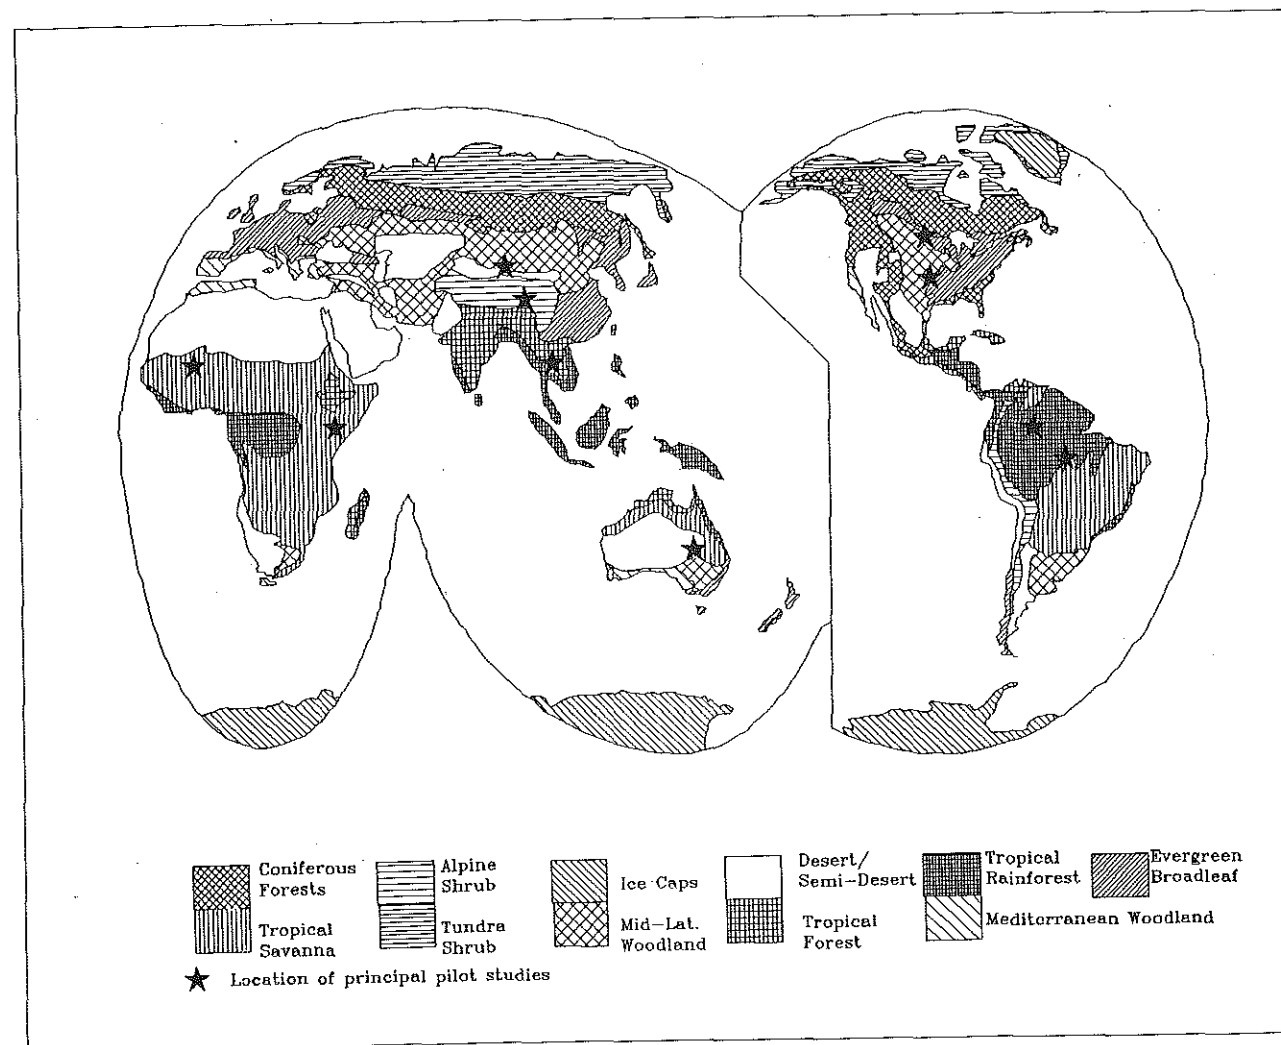 Coniferous
Forests
Alpine
Shrub
Ice Caps
Desert/
Semi-Desert
Tropical
Rainforest
Evergreen
Broadleaf
Tropical
Savanna
Tundra
Shrub
Mid-Lat.
Woodland
Tropical
Forest
Mediterranean Woodland
Location of principal pilot studies